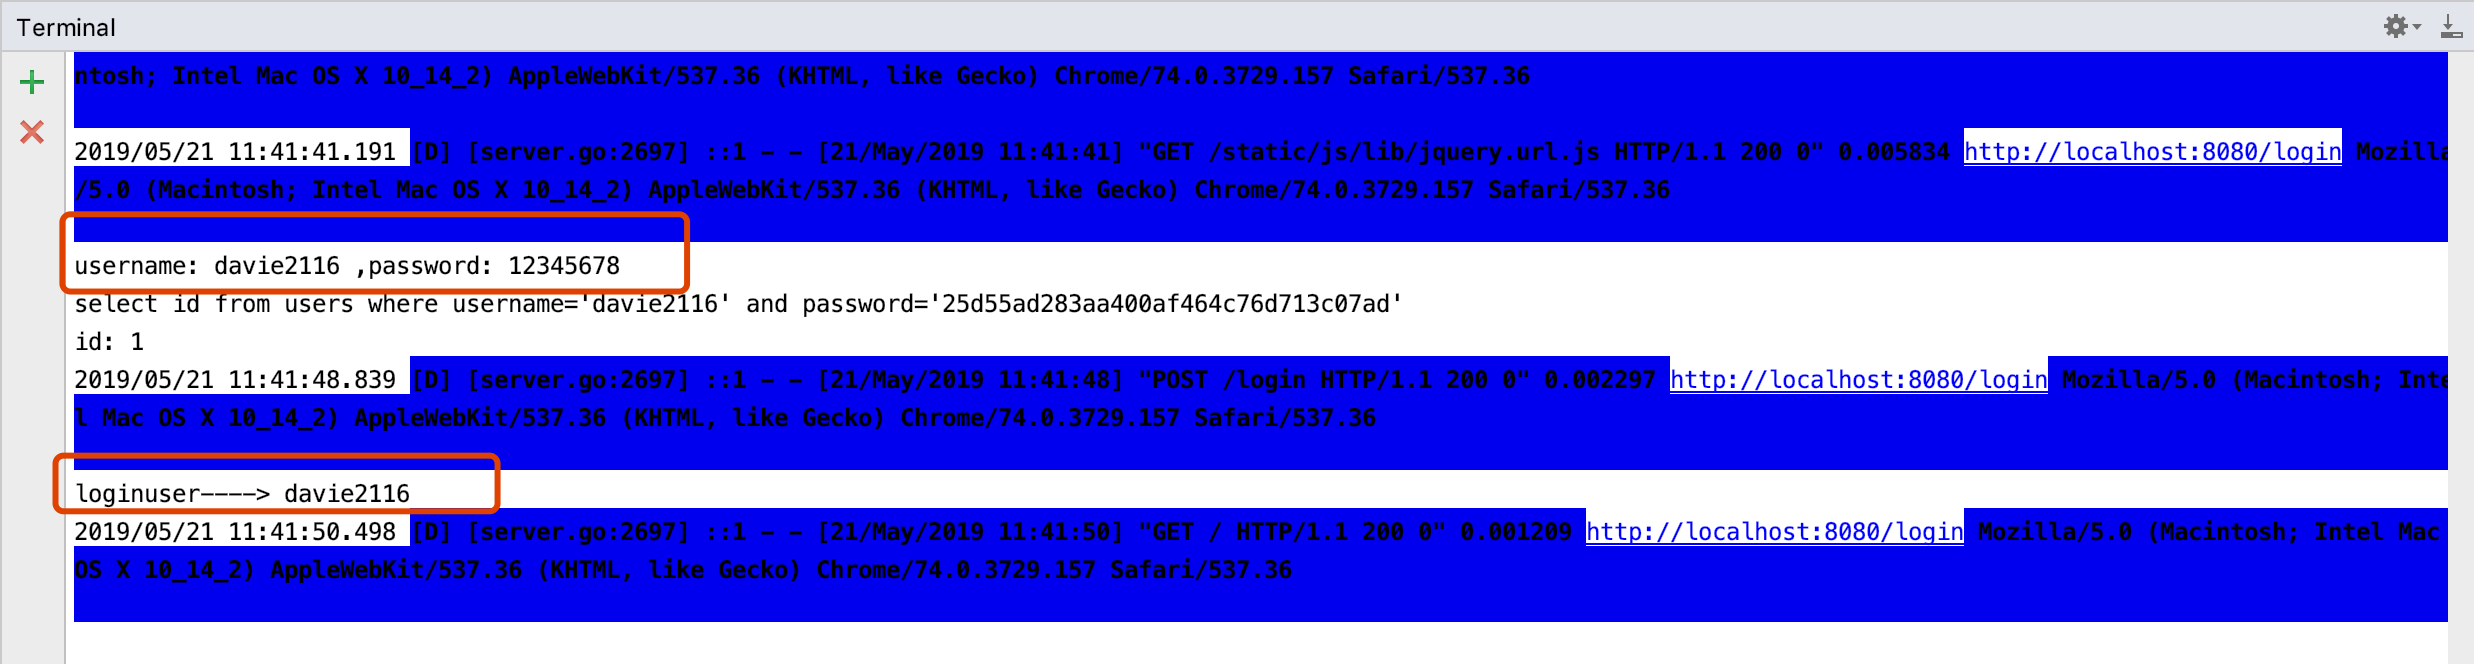 Terminal
ntosh; Intel Mac OS X 10_14_2) AppleWebKit/537.36 (KHTML, like Gecko) Chrome/74.0.3729.157 Safari/537.36
2019/05/21 11:41:41.191 [D] [server.go:2697] ::1 - - [21/May/2019 11:41:41] "GET /static/js/lib/jquery.url.js HTTP/1.1 200 0" 0.005834 http://localhost:8080/login Mozilla
/5.0 (Macintosh; Intel Mac OS X 10_14_2) AppleWebKit/537.36 (KHTML, like Gecko) Chrome/74.0.3729.157 Safari/537.36
username: davie2116 ,password: 12345678
select id from users where username='davie2116' and password='25d55ad283aa400af464c76d713c07ad'
id: 1
2019/05/21 11:41:48.839 [D] [server.go:2697] ::1 - - [21/May/2019 11:41:48] "POST /login HTTP/1.1 200 0" 0.002297 http://localhost:8080/login Mozilla/5.0 (Macintosh; Inte
l Mac OS X 10_14_2) AppleWebKit/537.36 (KHTML, like Gecko) Chrome/74.0.3729.157 Safari/537.36
loginuser----> davie2116
2019/05/21 11:41:50.498 [D] [server.go:2697] ::1 - - [21/May/2019 11:41:50] "GET / HTTP/1.1 200 0" 0.001209 http://localhost:8080/login Mozilla/5.0 (Macintosh; Intel Mac
OS X 10_14_2) AppleWebKit/537.36 (KHTML, like Gecko) Chrome/74.0.3729.157 Safari/537.36